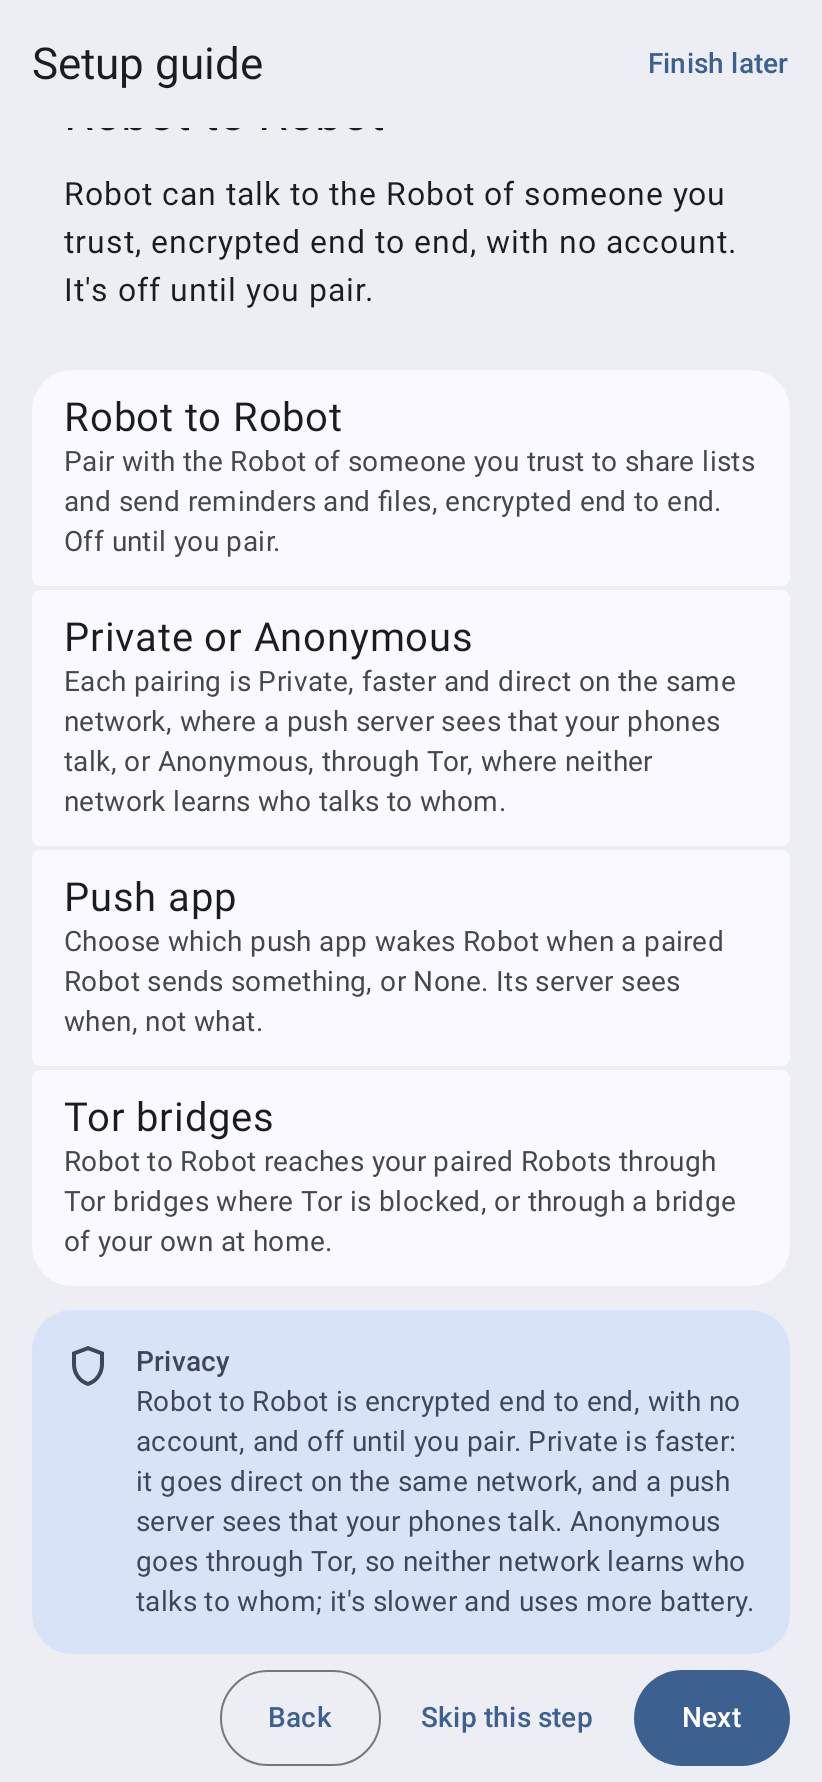 Setup guide
Finish later
Robot to Robot
Robot can talk to the Robot of someone you
trust, encrypted end to end, with no account.
It's off until you pair.
Robot to Robot
Pair with the Robot of someone you trust to share lists
and send reminders and files, encrypted end to end.
Off until you pair.
Private or Anonymous
Each pairing is Private, faster and direct on the same
network, where a push server sees that your phones
talk, or Anonymous, through Tor, where neither
network learns who talks to whom.
Push app
Choose which push app wakes Robot when a paired
Robot sends something, or None. Its server sees
when, not what.
Tor bridges
Robot to Robot reaches your paired Robots through
Tor bridges where Tor is blocked, or through a bridge
of your own at home.
Privacy
Robot to Robot is encrypted end to end, with no
account, and off until you pair. Private is faster:
it goes direct on the same network, and a push
server sees that your phones talk. Anonymous
goes through Tor, so neither network learns who
talks to whom; it's slower and uses more battery.
Back
Skip this step
Next